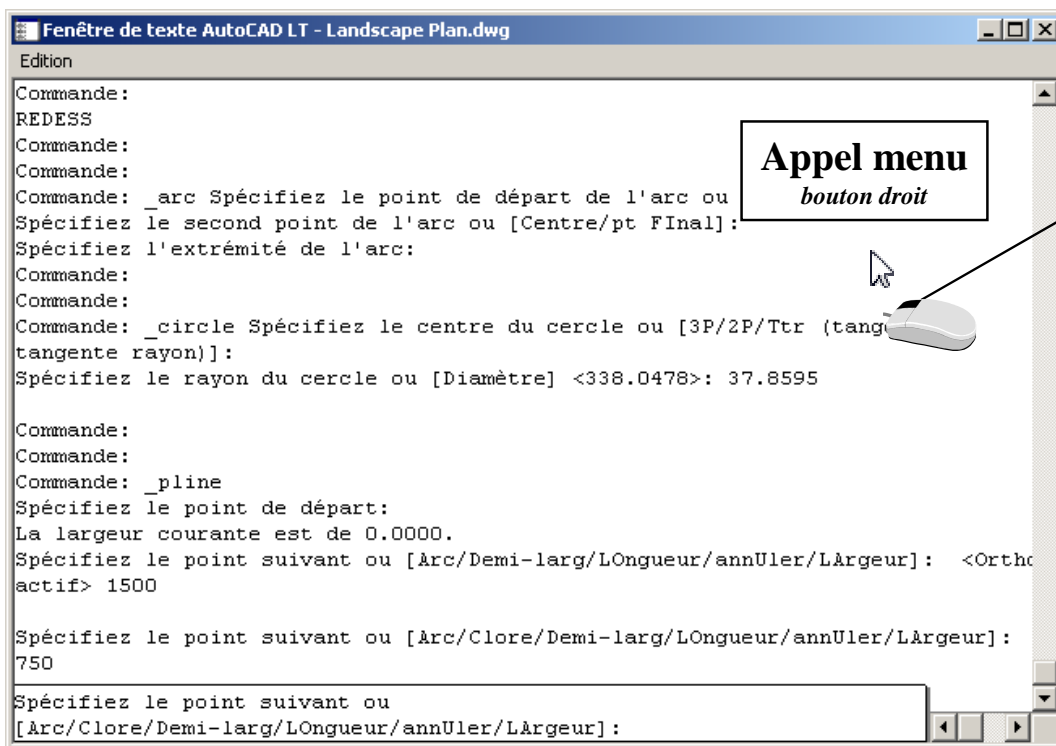 Fenêtre de texte AutoCAD LT - Landscape Plan.dwg
Edition
Commande:
REDESS
Commande:
Commande:
Commande: _arc Spécifiez le point de départ de l'arc ou
Spécifiez le second point de l'arc ou [Centre/pt FInal]:
Spécifiez l'extrémité de l'arc:
Commande:
Commande:
Commande: _circle Spécifiez le centre du cercle ou [3P/2P/Ttr (tang
tangente rayon)]:
Spécifiez le rayon du cercle ou [Diamètre] <338.0478>: 37.8595
Commande:
Commande:
Commande: _pline
Spécifiez le point de départ:
La largeur courante est de 0.0000.
Spécifiez le point suivant ou [Arc/Demi-larg/LOngueur/annUler/LArgeur]: <Ortho
actif> 1500
Spécifiez le point suivant ou [Arc/Clore/Demi-larg/LOngueur/annUler/LArgeur]:
750
Spécifiez le point suivant ou
[Arc/Clore/Demi-larg/LOngueur/annUler/LArgeur]:
Appel menu
bouton droit